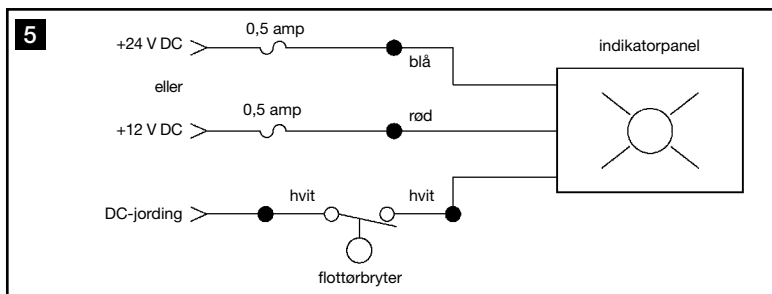 5
+24 V DC
0,5 amp
blå
indikatorpanel
eller
+12 V DC
0,5 amp
rød
DC-jording
hvit
hvit
flottørbryter